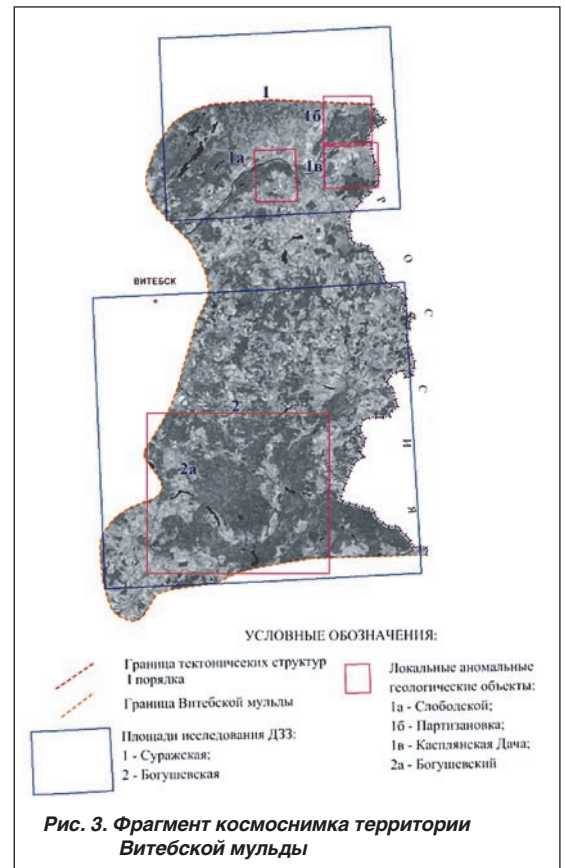 1
1б
1а
1в
ВИТЕБСК
Р О С С И Я
2
2а
УСЛОВНЫЕ ОБОЗНАЧЕНИЯ:
Граница тектонических структур
I порядка
Граница Витебской мульды
Площади исследования ДЗЗ:
1 - Суражская;
2 - Богушевская
Локальные аномальные
геологические объекты:
1а - Слободской;
1б - Партизановка;
1в - Касплянская Дача;
2а - Богушевский
Рис. 3. Фрагмент космоснимка территории
Витебской мульды